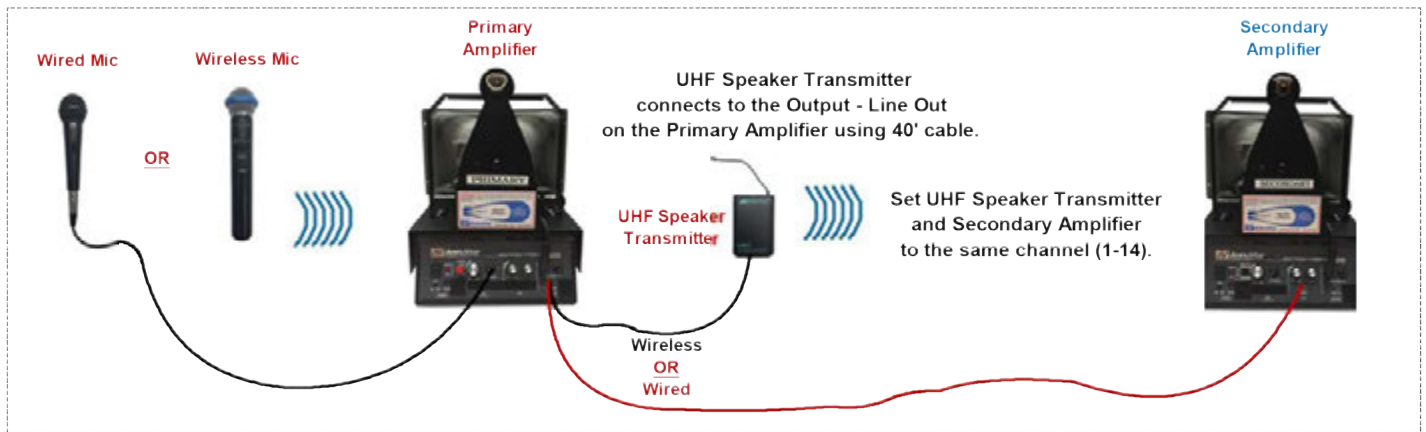 Wired Mic
Wireless Mic
OR
Primary
Amplifier
UHF Speaker Transmitter
connects to the Output - Line Out
on the Primary Amplifier using 40' cable.
PRIMARY
UHF Speaker
Transmitter
Set UHF Speaker Transmitter
and Secondary Amplifier
to the same channel (1-14).
Secondary
Amplifier
SECONDARY
Wireless
OR
Wired